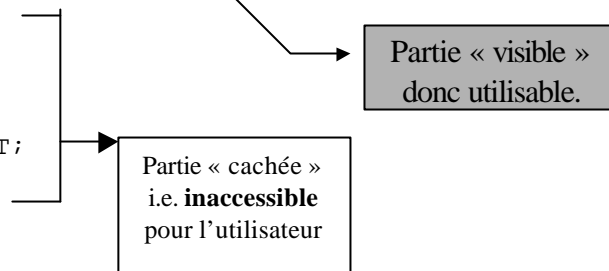 Partie « visible »
donc utilisable.
T;
Partie « cachée »
i.e. inaccessible
pour l’utilisateur